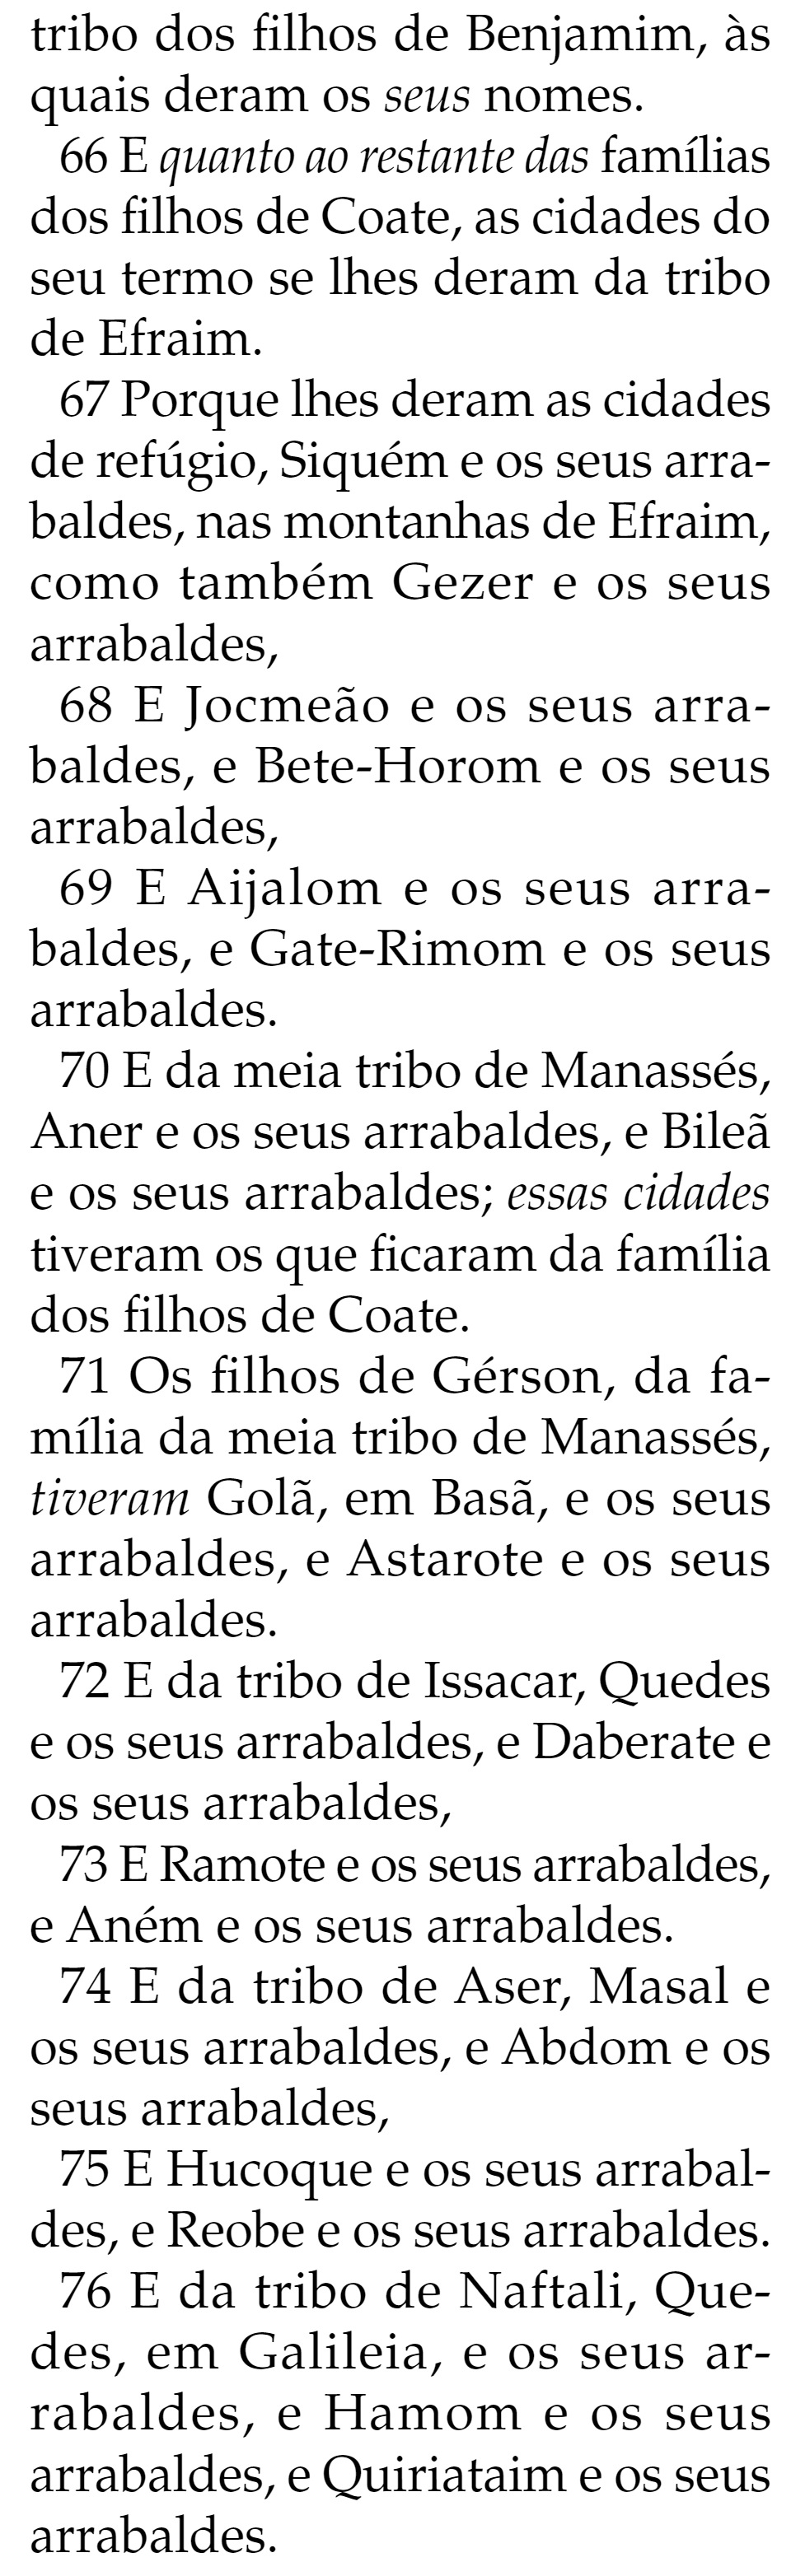 tribo dos filhos de Benjamim, às
quais deram os seus nomes.
66 E quanto ao restante das famílias
dos filhos de Coate, as cidades do
seu termo se lhes deram da tribo
de Efraim.
67 Porque lhes deram as cidades
de refúgio, Siquém e os seus arra-
baldes, nas montanhas de Efraim,
como também Gezer e os seus
arrabaldes,
68 E Jocmeão e os seus arra-
baldes, e Bete-Horom e os seus
arrabaldes,
69 E Aijalom e os seus arra-
baldes, e Gate-Rimom e os seus
arrabaldes.
70 E da meia tribo de Manassés,
Aner e os seus arrabaldes, e Bileã
e os seus arrabaldes; essas cidades
tiveram os que ficaram da família
dos filhos de Coate.
71 Os filhos de Gérson, da fa-
mília da meia tribo de Manassés,
tiveram Golã, em Basã, e os seus
arrabaldes, e Astarote e os seus
arrabaldes.
72 E da tribo de Issacar, Quedes
e os seus arrabaldes, e Daberate e
os seus arrabaldes,
73 E Ramote e os seus arrabaldes,
e Aném e os seus arrabaldes.
74 E da tribo de Aser, Masal e
os seus arrabaldes, e Abdom e os
seus arrabaldes,
75 E Hucoque e os seus arrabal-
des, e Reobe e os seus arrabaldes.
76 E da tribo de Naftali, Que-
des, em Galileia, e os seus ar-
rabaldes, e Hamom e os seus
arrabaldes, e Quiriataim e os seus
arrabaldes.